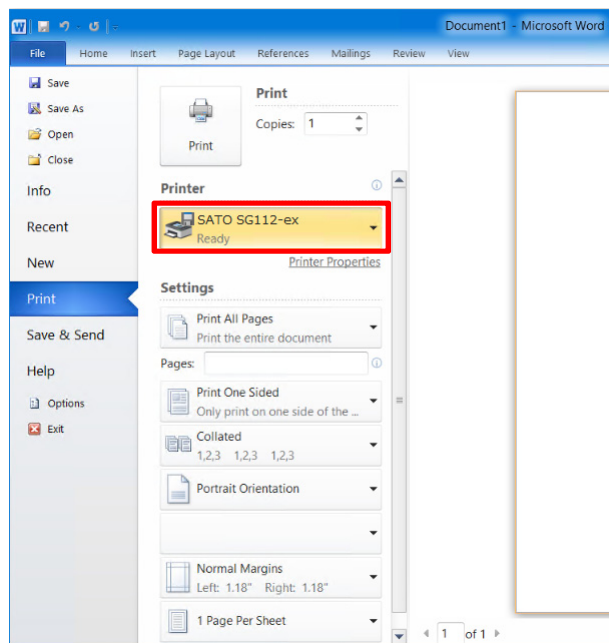 Document1 - Microsoft Word
File Home Insert Page Layout References Mailings Review View
Save
Save As
Open
Close
Info
Recent
New
Print
Save & Send
Help
Options
Exit
Print
Print
Copies: 1
Printer
SATO SG112-ex
Ready
Printer Properties
Settings
Print All Pages
Print the entire document
Pages:
Print One Sided
Only print on one side of the ...
Collated
1,2,3 1,2,3 1,2,3
Portrait Orientation
Normal Margins
Left: 1.18" Right: 1.18"
1 Page Per Sheet
1 of 1